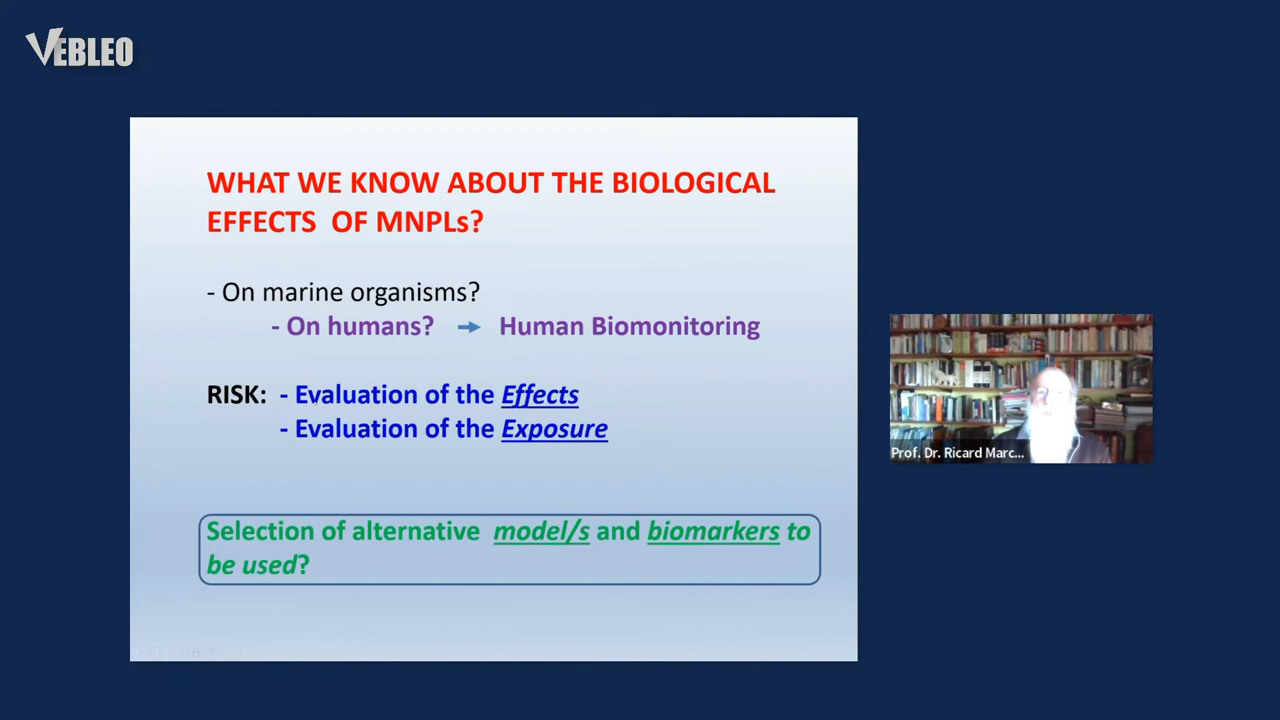 VEBLEO
WHAT WE KNOW ABOUT THE BIOLOGICAL
EFFECTS OF MNPLs?
- On marine organisms?
- On humans? → Human Biomonitoring
RISK: - Evaluation of the Effects
- Evaluation of the Exposure
Selection of alternative model/s and biomarkers to
be used?
Prof. Dr. Ricard Marc...